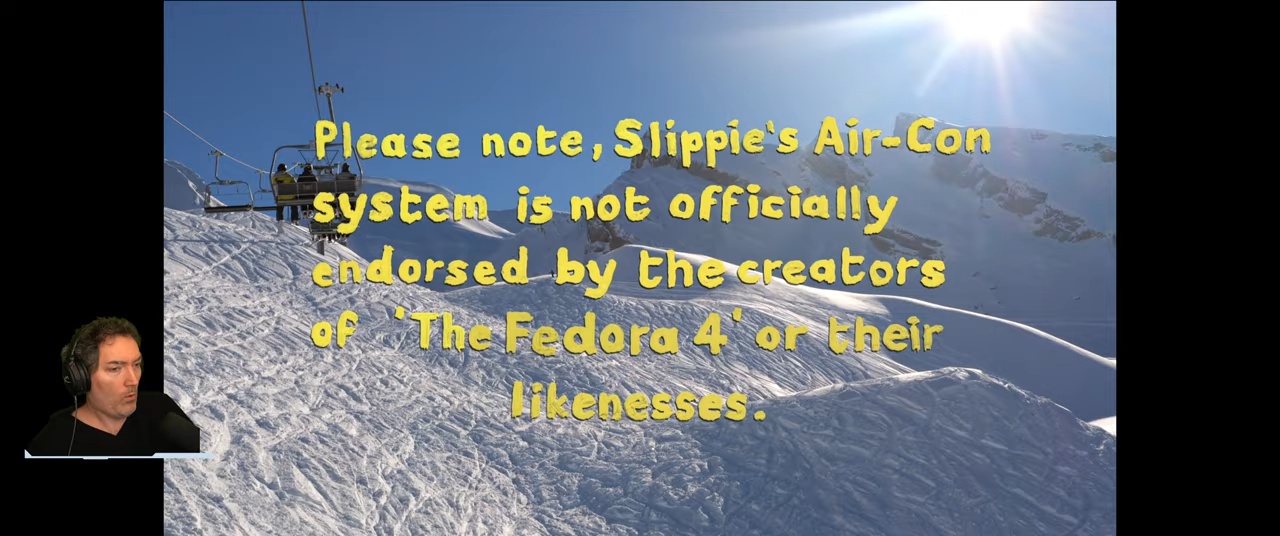 Please note, Slippie's Air-Con
system is not officially
endorsed by the creators
of 'The Fedora 4' or their
likenesses.